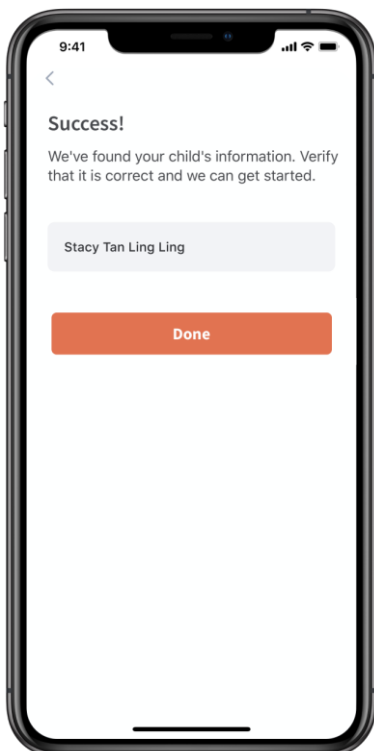 9:41
Success!
We've found your child's information. Verify
that it is correct and we can get started.
Stacy Tan Ling Ling
Done